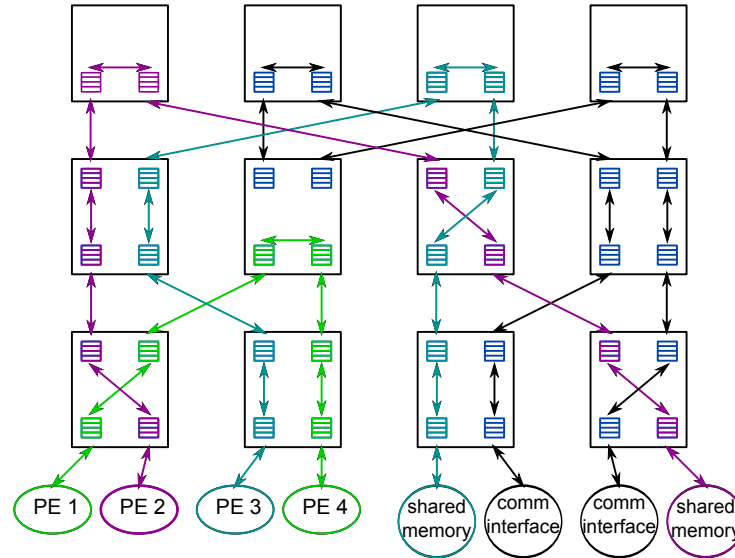 PE 1
PE 2
PE 3
PE 4
shared
memory
comm
interface
comm
interface
shared
memory